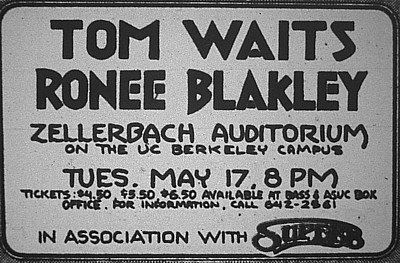 TOM WAITS
RONEE BLAKLEY
ZELLERBACH AUDITORIUM
ON THE UC BERKELEY CAMPUS
TUES. MAY 17, 8 PM
TICKETS: $4.50 $5.50 $6.50 AVAILABLE AT BASS & ASUC BOX
OFFICE. FOR INFORMATION, CALL 642-2561
IN ASSOCIATION WITH